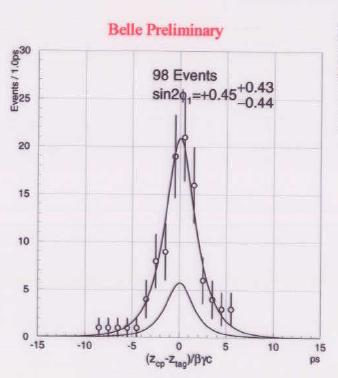 Belle Preliminary
Events / 1.0ps
30
25
20
15
10
5
0
98 Events
sin2ϕ₁=+0.45+0.43
−0.44
-15 -10 -5 0 5 10 15
(zcp-ztag)/βγc ps